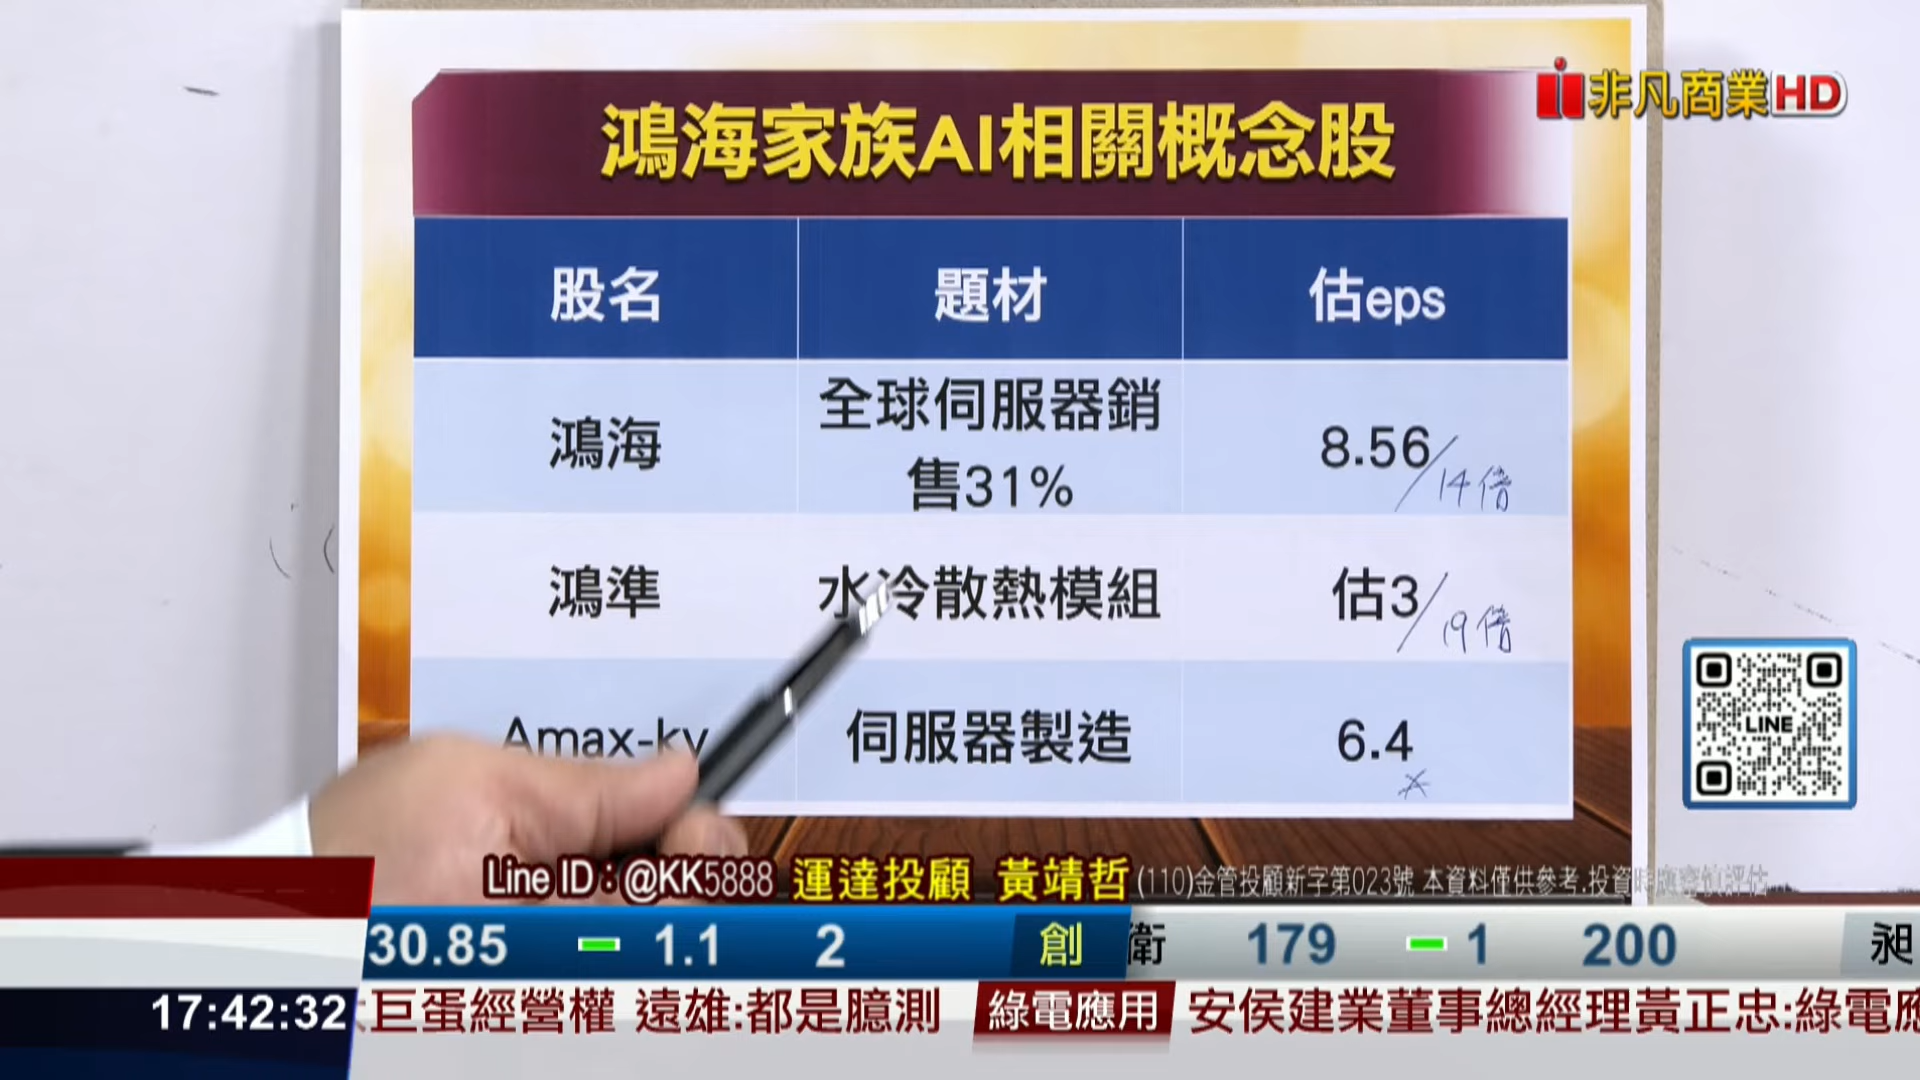 非凡商業HD
鴻海家族AI相關概念股
股名 題材 估eps
鴻海 全球伺服器銷售31% 8.56/14倍
鴻準 水冷散熱模組 估3/19倍
Amax-ky 伺服器製造 6.4
LINE
Line ID:@KK5888 運達投顧 黃靖哲 (110)金管投顧新字第023號 本資料僅供參考.投資時應審慎評估
30.85 1.1 2 創 衛 179 1 200 昶
17:42:32 巨蛋經營權 遠雄:都是臆測 綠電應用 安侯建業董事總經理黃正忠:綠電應